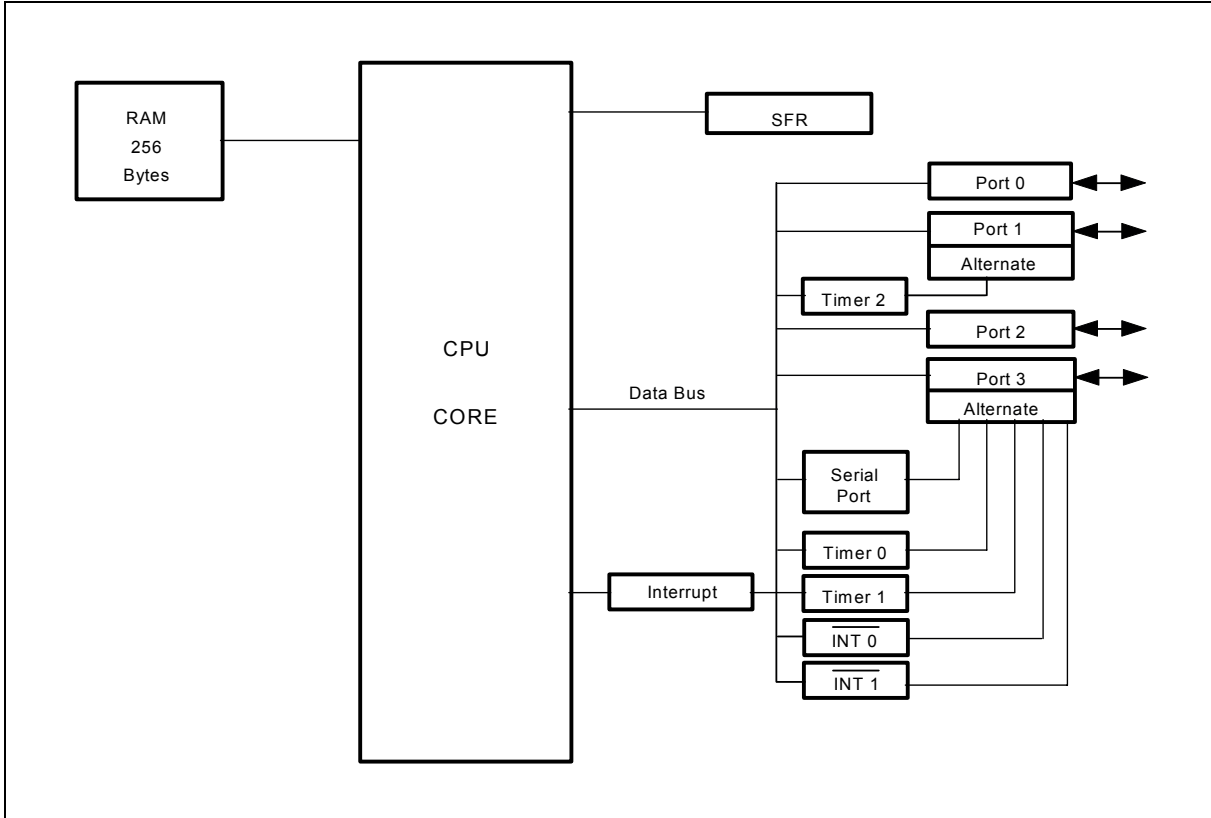 RAM
256
Bytes
CPU
CORE
SFR
Port 0
Port 1
Alternate
Timer 2
Port 2
Port 3
Alternate
Data Bus
Serial
Port
Timer 0
Interrupt
Timer 1
INT 0
INT 1